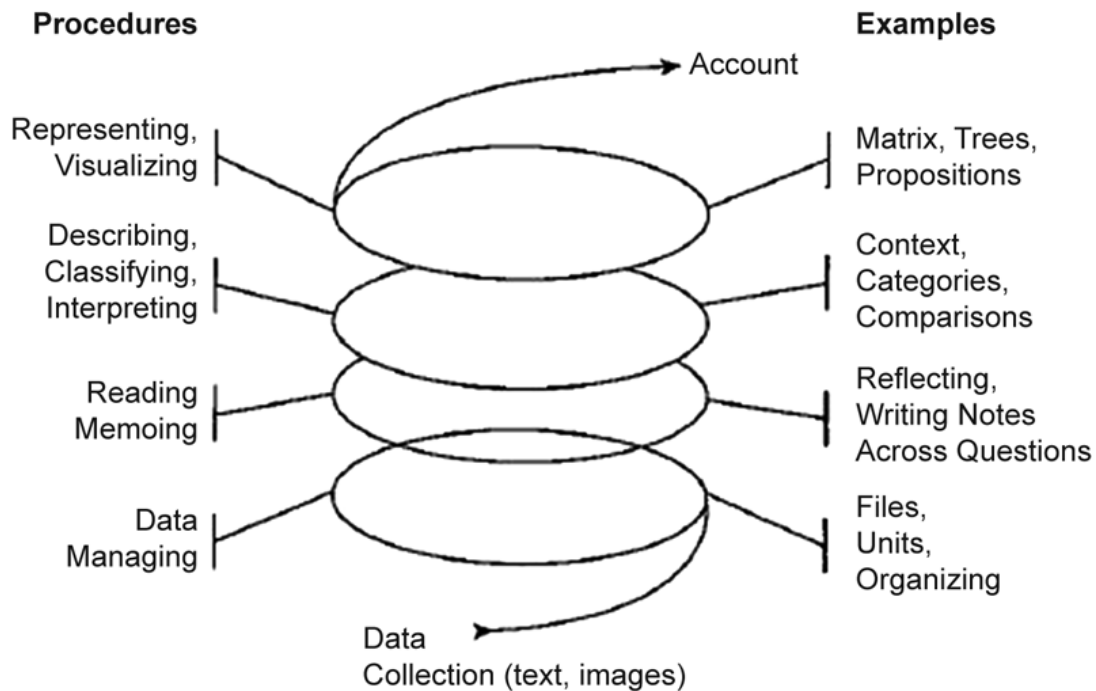 Procedures
Examples
Account
Representing,
Visualizing
Matrix, Trees,
Propositions
Describing,
Classifying,
Interpreting
Context,
Categories,
Comparisons
Reading
Memoing
Reflecting,
Writing Notes
Across Questions
Data
Managing
Files,
Units,
Organizing
Data
Collection (text, images)